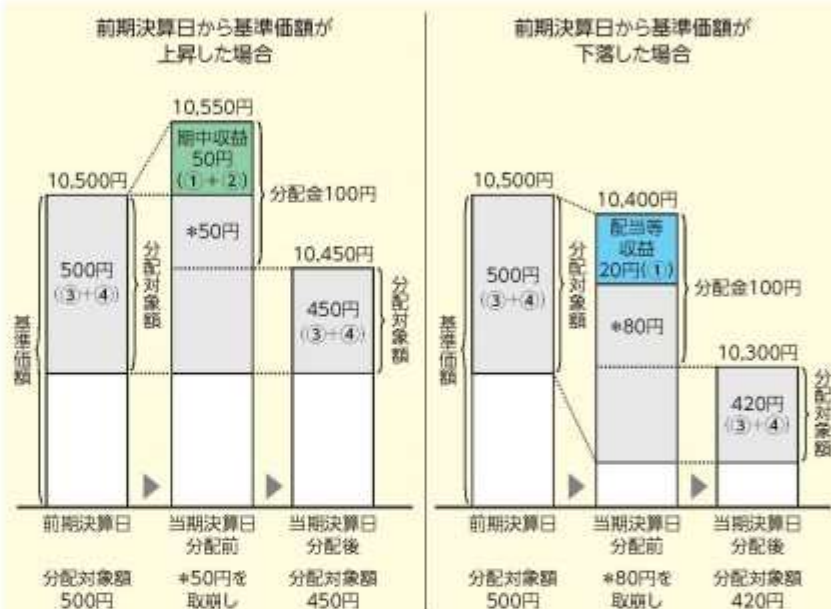 前期決算日から基準価額が
上昇した場合
10,550円
期中収益
50円
(①+②)
10,500円
分配金100円
*50円
10,450円
500円
(③+④)
分配対象額
450円
(③+④)
分配対象額
基準価額
前期決算日
当期決算日
分配前
当期決算日
分配後
分配対象額
500円
*50円を
取崩し
分配対象額
450円
前期決算日から基準価額が
下落した場合
10,500円
10,400円
配当等
収益
20円(①)
500円
(③+④)
分配対象額
分配金100円
*80円
10,300円
基準価額
420円
(③+④)
分配対象額
前期決算日
当期決算日
分配前
当期決算日
分配後
分配対象額
500円
*80円を
取崩し
分配対象額
420円